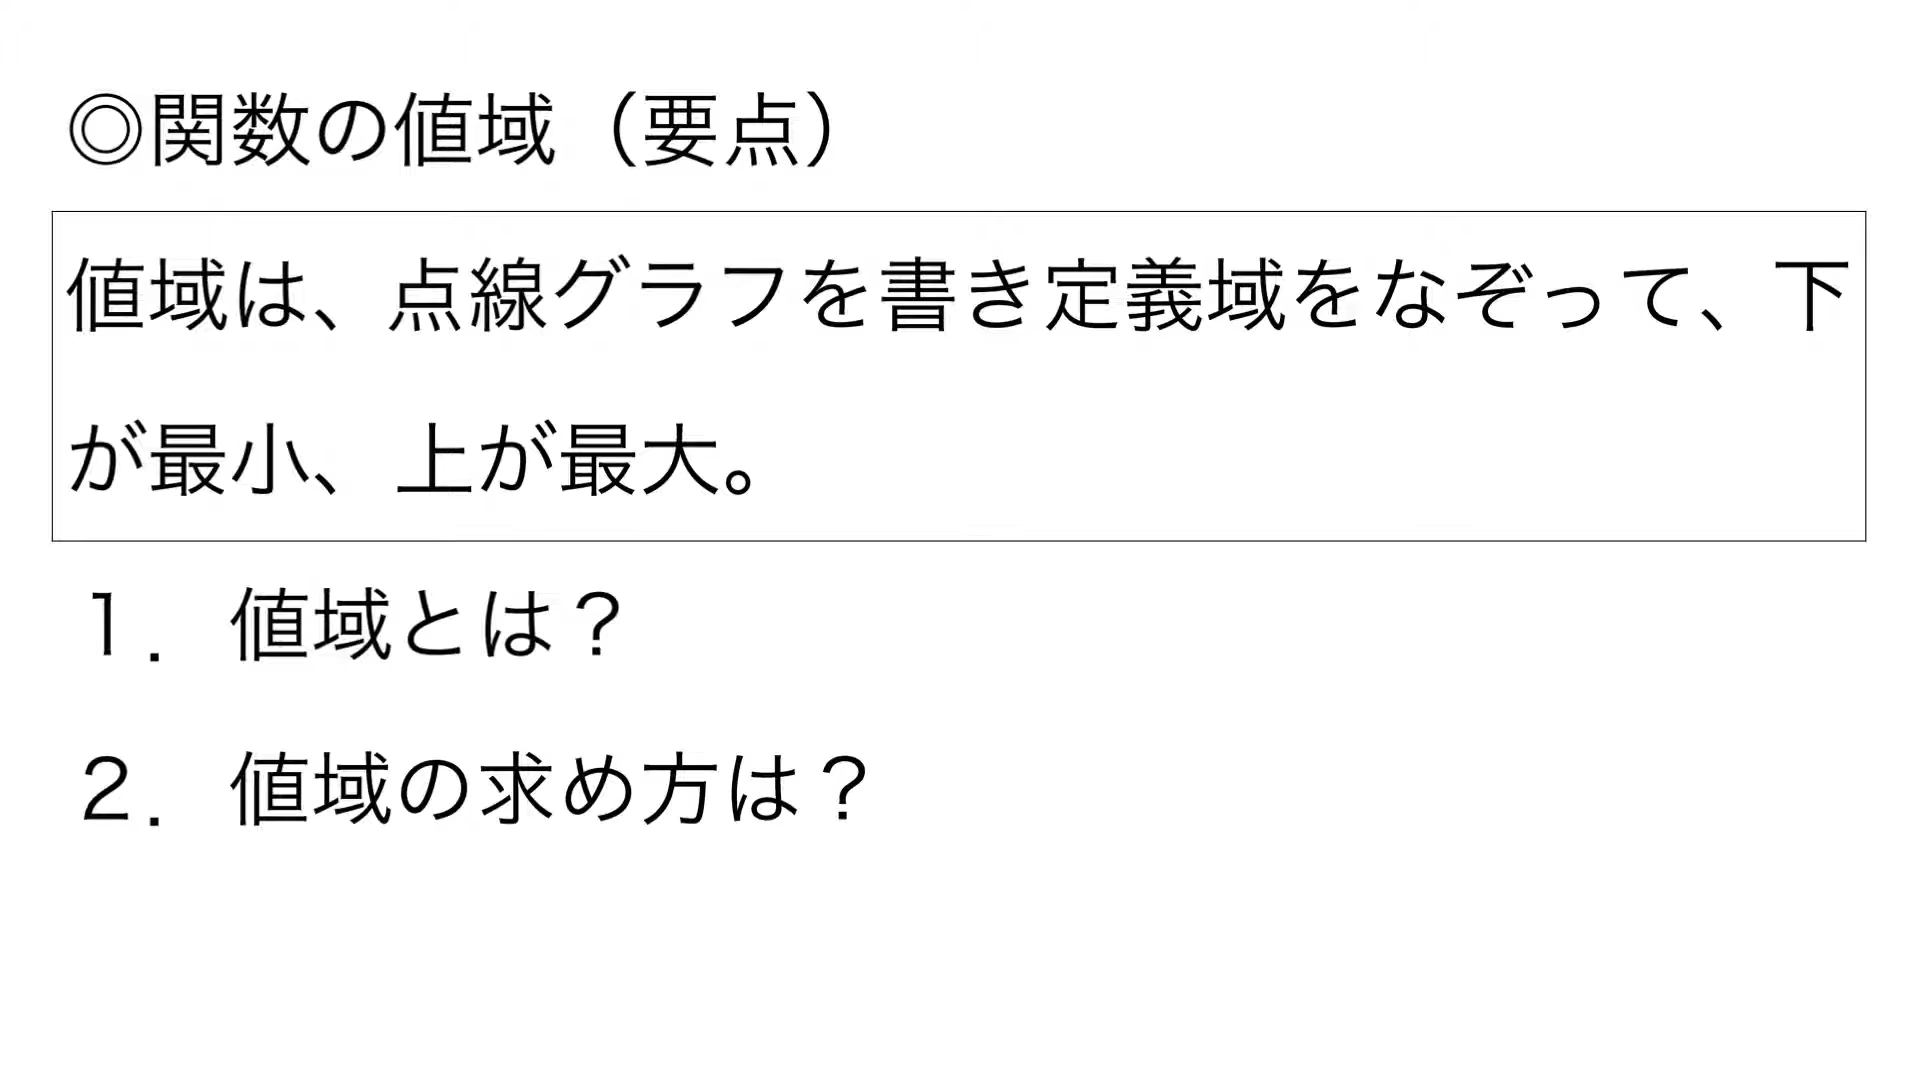 ◎関数の値域（要点）
値域は、点線グラフを書き定義域をなぞって、下
が最小、上が最大。
１．値域とは？
２．値域の求め方は？